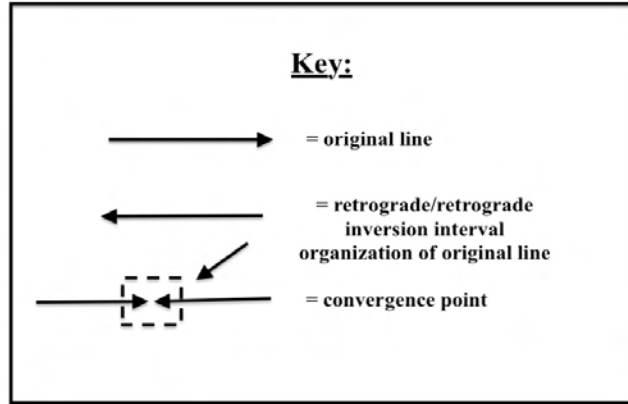 Key:
= original line
= retrograde/retrograde
inversion interval
organization of original line
= convergence point